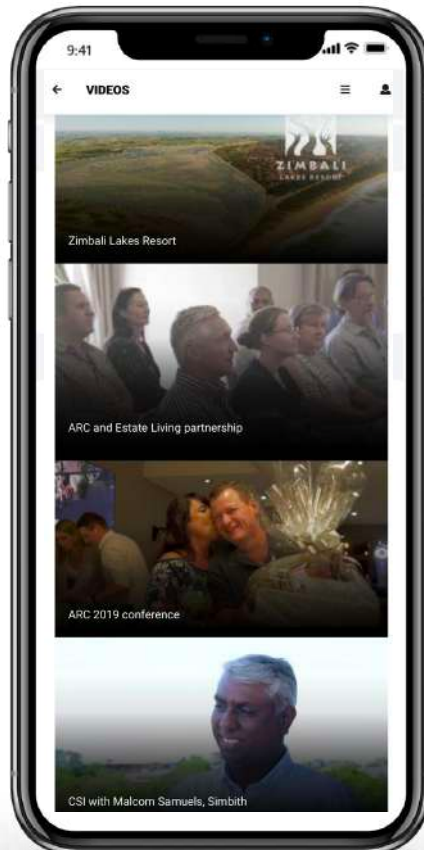 9:41
VIDEOS
ZIMBALI
LAKES RESORT
Zimbali Lakes Resort
ARC and Estate Living partnership
ARC 2019 conference
CSI with Malcom Samuels, Simbith